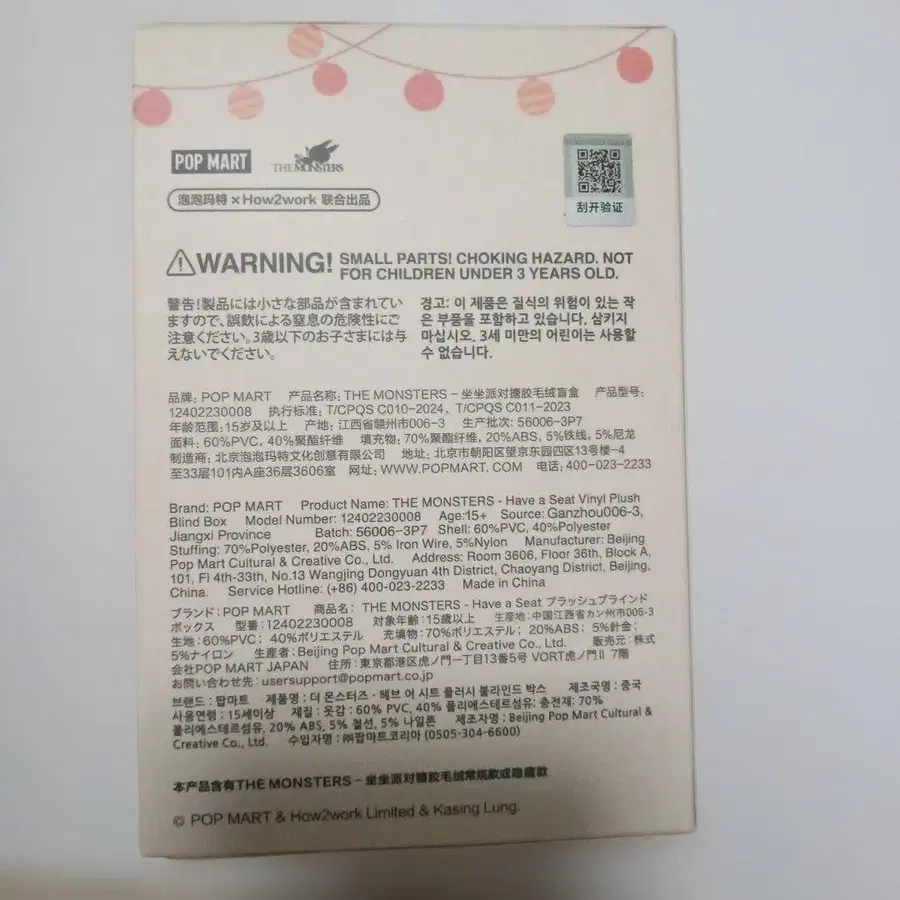 POP MART
THE MONSTERS
泡泡玛特 × How2work 联合出品
刮开验证
WARNING! SMALL PARTS! CHOKING HAZARD. NOT
FOR CHILDREN UNDER 3 YEARS OLD.
警告!製品には小さな部品が含まれてい
ますので、誤飲による窒息の危険性にご
注意ください。3歳以下のお子さまには与
えないでください。
경고: 이 제품은 질식의 위험이 있는 작
은 부품을 포함하고 있습니다. 삼키지
마십시오. 3세 미만의 어린이는 사용할
수 없습니다.
品牌: POP MART 产品名称: THE MONSTERS – 坐坐派对搪胶毛绒盲盒 产品型号:
12402230008 执行标准: T/CPQS C010-2024、T/CPQS C011-2023
年龄范围: 15岁及以上 产地: 江西省赣州市006-3 生产批次: 56006-3P7
面料: 60%PVC, 40%聚酯纤维 填充物: 70%聚酯纤维, 20%ABS, 5%铁线, 5%尼龙
制造商: 北京泡泡玛特文化创意有限公司 地址: 北京市朝阳区望京东园四区13号楼-4
至33层101内A座36层3606室 网址: WWW.POPMART. COM 电话: 400-023-2233
Brand: POP MART Product Name: THE MONSTERS - Have a Seat Vinyl Plush
Blind Box Model Number: 12402230008 Age:15+ Source: Ganzhou006-3,
Jiangxi Province Batch: 56006-3P7 Shell: 60%PVC, 40%Polyester
Stuffing: 70%Polyester, 20%ABS, 5% Iron Wire, 5%Nylon Manufacturer: Beijing
Pop Mart Cultural & Creative Co., Ltd. Address: Room 3606, Floor 36th, Block A,
101, Fl 4th-33th, No.13 Wangjing Dongyuan 4th District, Chaoyang District, Beijing,
China. Service Hotline: (+86) 400-023-2233 Made in China
ブランド: POP MART 商品名: THE MONSTERS - Have a Seat プラッシュブラインド
ボックス 型番: 12402230008 対象年齢: 15歳以上 生産地: 中国江西省カン州市006-3
生地: 60%PVC; 40%ポリエステル 充填物: 70%ポリエステル; 20%ABS; 5%針金;
5%ナイロン 生産者: Beijing Pop Mart Cultural & Creative Co., Ltd. 販売元: 株式
会社POP MART JAPAN 住所: 東京都港区虎ノ門一丁目13番5号 VORT虎ノ門II 7階
お問い合わせ先: usersupport@popmart.co.jp
브랜드 : 팝마트 제품명 : 더 몬스터즈 - 해브 어 시트 플러시 블라인드 박스 제조국명 : 중국
사용연령 : 15세이상 재질 : 옷감 : 60% PVC, 40% 폴리에스테르섬유; 충전재: 70%
폴리에스테르섬유, 20% ABS, 5% 철선, 5% 나일론 제조자명 : Beijing Pop Mart Cultural &
Creative Co., Ltd. 수입자명 : ㈜팝마트코리아 (0505-304-6600)
本产品含有THE MONSTERS – 坐坐派对搪胶毛绒常规款或隐藏款
© POP MART & How2work Limited & Kasing Lung.